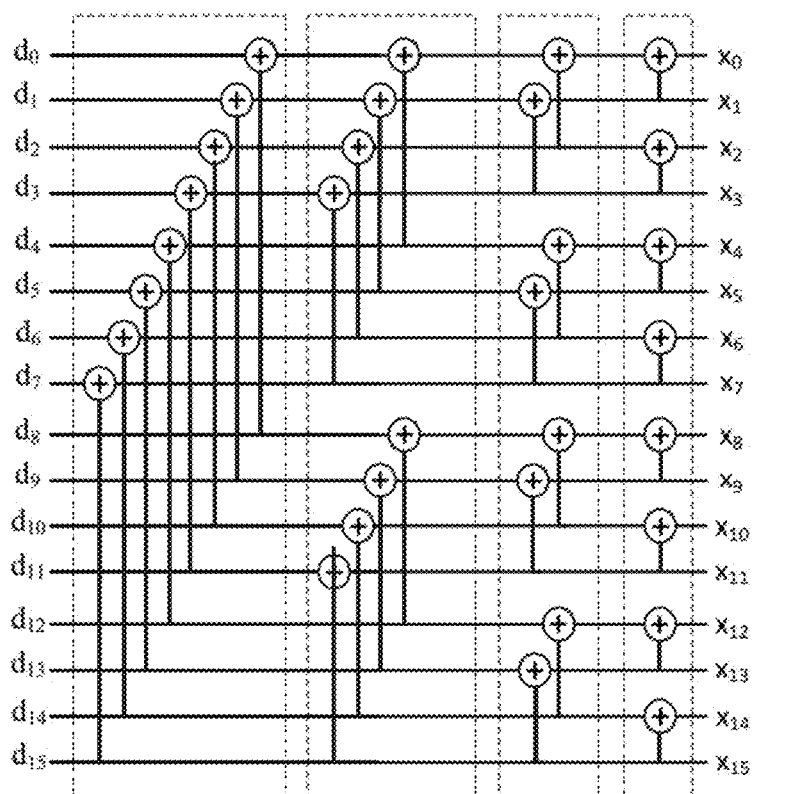 d₀ x₀
d₁ x₁
d₂ x₂
d₃ x₃
d₄ x₄
d₅ x₅
d₆ x₆
d₇ x₇
d₈ x₈
d₉ x₉
d₁₀ x₁₀
d₁₁ x₁₁
d₁₂ x₁₂
d₁₃ x₁₃
d₁₄ x₁₄
d₁₅ x₁₅